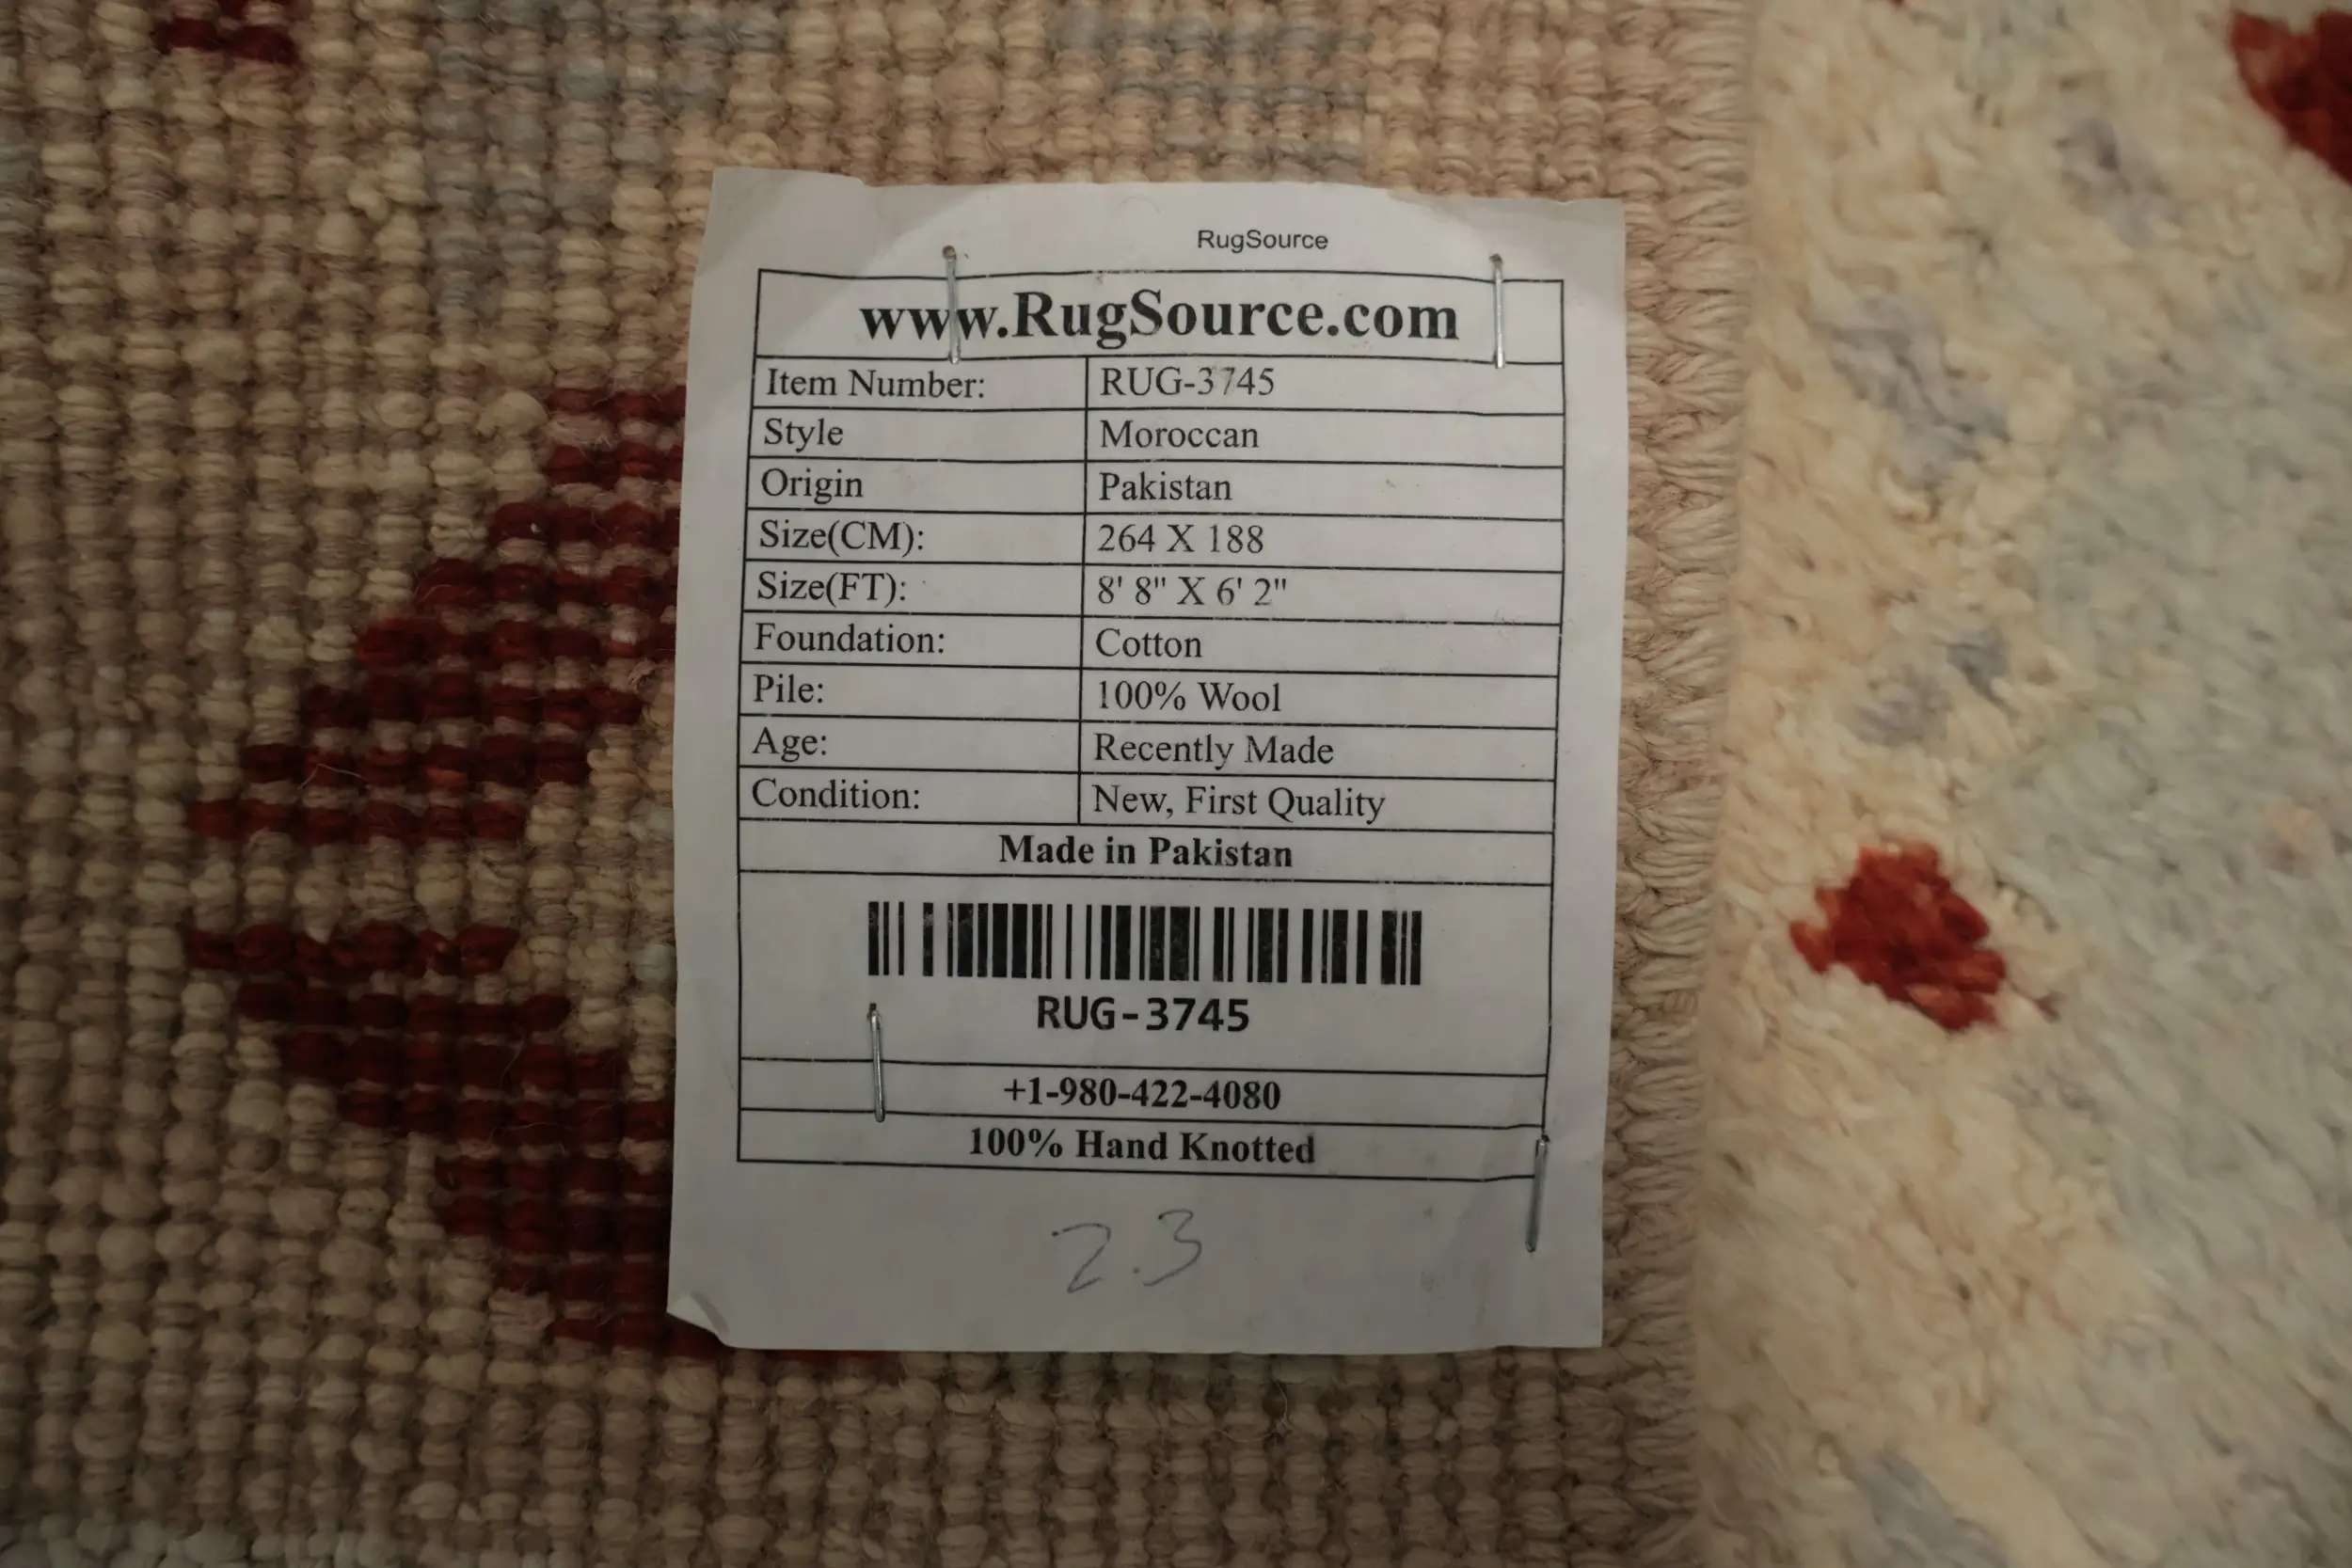 RugSource
www.RugSource.com
Item Number: RUG-3745
Style Moroccan
Origin Pakistan
Size(CM): 264 X 188
Size(FT): 8' 8" X 6' 2"
Foundation: Cotton
Pile: 100% Wool
Age: Recently Made
Condition: New, First Quality
Made in Pakistan
RUG-3745
+1-980-422-4080
100% Hand Knotted
2.3